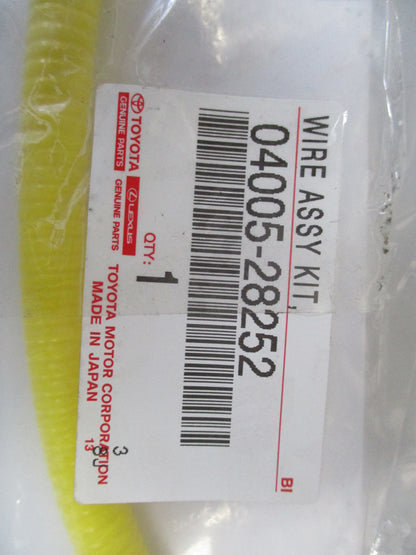 WIRE ASSY KIT,
04005-28252
BI
TOYOTA
GENUINE PARTS
LEXUS
GENUINE PARTS
QTY:
1
TOYOTA MOTOR CORPORATION
MADE IN JAPAN
3
13